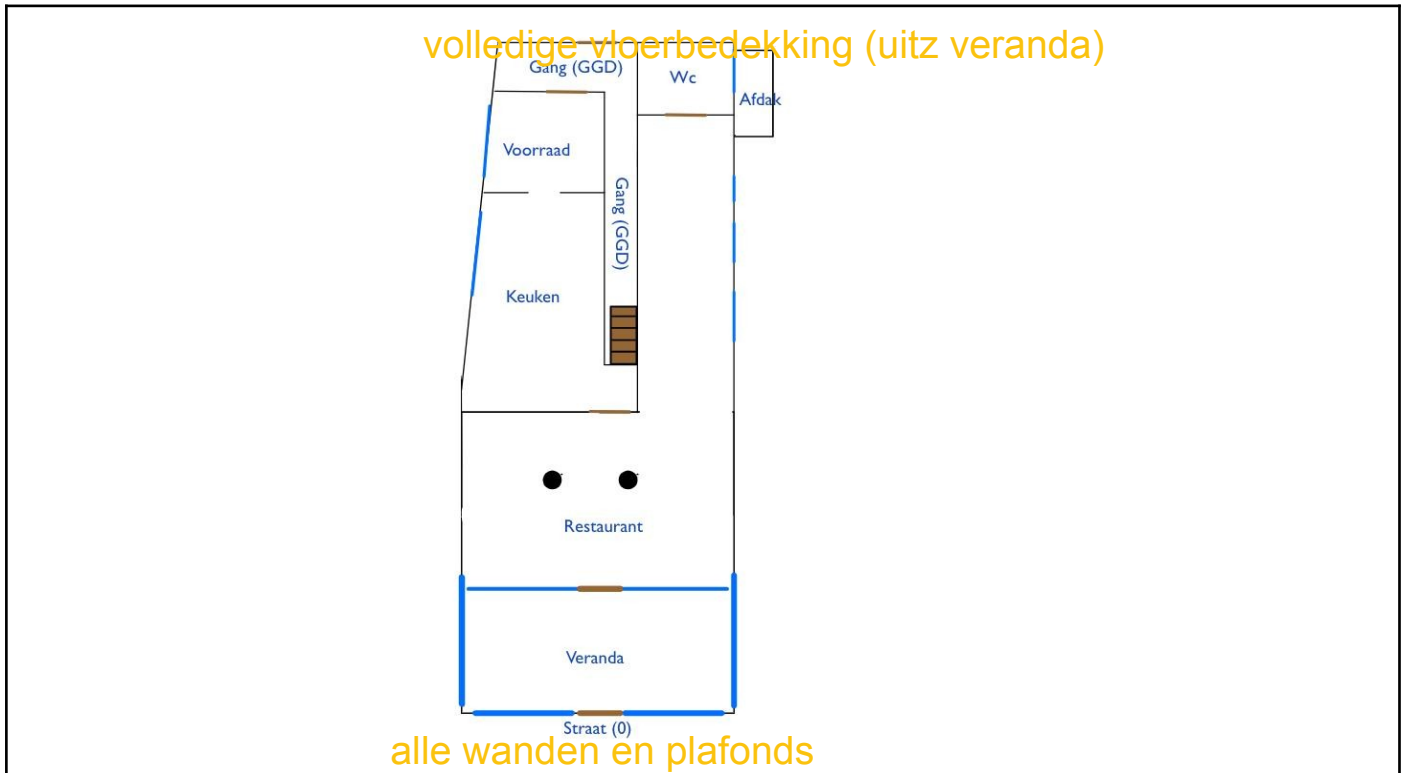 volledige vloerbedekking (uitz veranda)
Gang (GGD)
Wc
Afdak
Voorraad
Gang (GGD)
Keuken
Restaurant
Veranda
Straat (0)
alle wanden en plafonds